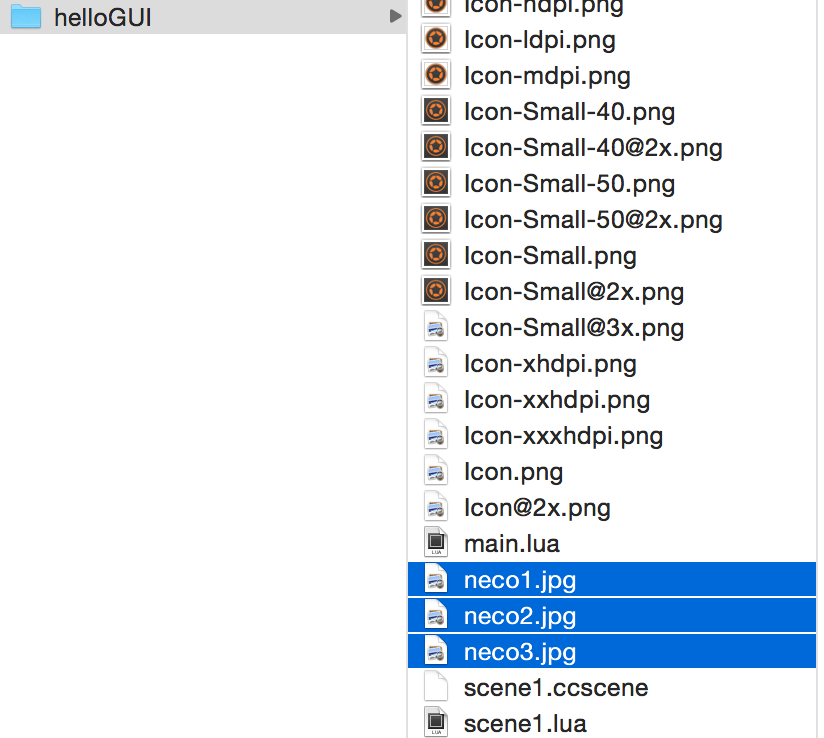 helloGUI
Icon-hdpi.png
Icon-ldpi.png
Icon-mdpi.png
Icon-Small-40.png
Icon-Small-40@2x.png
Icon-Small-50.png
Icon-Small-50@2x.png
Icon-Small.png
Icon-Small@2x.png
Icon-Small@3x.png
Icon-xhdpi.png
Icon-xxhdpi.png
Icon-xxxhdpi.png
Icon.png
Icon@2x.png
main.lua
neco1.jpg
neco2.jpg
neco3.jpg
scene1.ccscene
scene1.lua